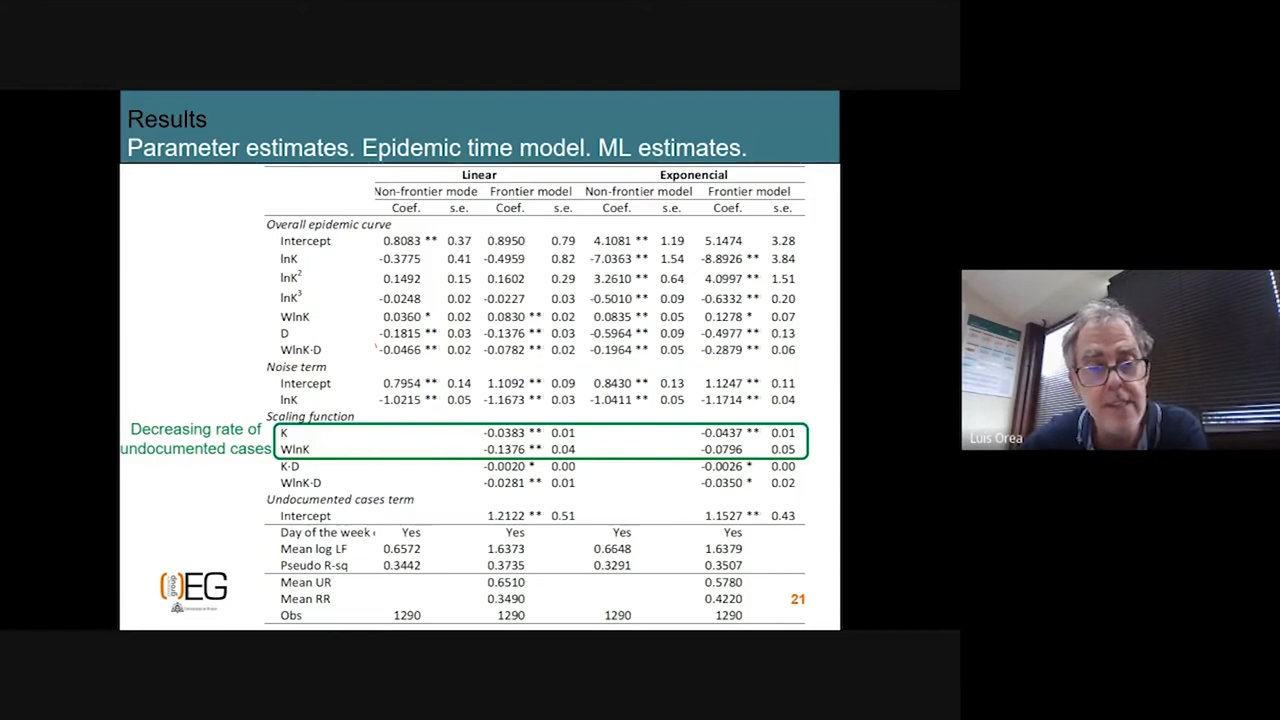 Results
Parameter estimates. Epidemic time model. ML estimates.
Linear Exponencial
Non-frontier mode Frontier model Non-frontier model Frontier model
Coef. s.e. Coef. s.e. Coef. s.e. Coef. s.e.
Overall epidemic curve
Intercept 0.8083 ** 0.37 0.8950 0.79 4.1081 ** 1.19 5.1474 3.28
lnK -0.3775 0.41 -0.4959 0.82 -7.0363 ** 1.54 -8.8926 ** 3.84
lnK² 0.1492 0.15 0.1602 0.29 3.2610 ** 0.64 4.0997 ** 1.51
lnK³ -0.0248 0.02 -0.0227 0.03 -0.5010 ** 0.09 -0.6332 ** 0.20
WlnK 0.0360 * 0.02 0.0830 ** 0.02 0.0835 ** 0.05 0.1278 * 0.07
D -0.1815 ** 0.03 -0.1376 ** 0.03 -0.5964 ** 0.09 -0.4977 ** 0.13
WlnK·D -0.0466 ** 0.02 -0.0782 ** 0.02 -0.1964 ** 0.05 -0.2879 ** 0.06
Noise term
Intercept 0.7954 ** 0.14 1.1092 ** 0.09 0.8430 ** 0.13 1.1247 ** 0.11
lnK -1.0215 ** 0.05 -1.1673 ** 0.03 -1.0411 ** 0.05 -1.1714 ** 0.04
Scaling function
Decreasing rate of
undocumented cases
K -0.0383 ** 0.01 -0.0437 ** 0.01
WlnK -0.1376 ** 0.04 -0.0796 0.05
K·D -0.0020 * 0.00 -0.0026 * 0.00
WlnK·D -0.0281 ** 0.01 -0.0350 * 0.02
Undocumented cases term
Intercept 1.2122 ** 0.51 1.1527 ** 0.43
Day of the week Yes Yes Yes Yes
Mean log LF 0.6572 1.6373 0.6648 1.6379
Pseudo R-sq 0.3442 0.3735 0.3291 0.3507
Mean UR 0.6510 0.5780
Mean RR 0.3490 0.4220
Obs 1290 1290 1290 1290
group
OEG
21
Luis Orea